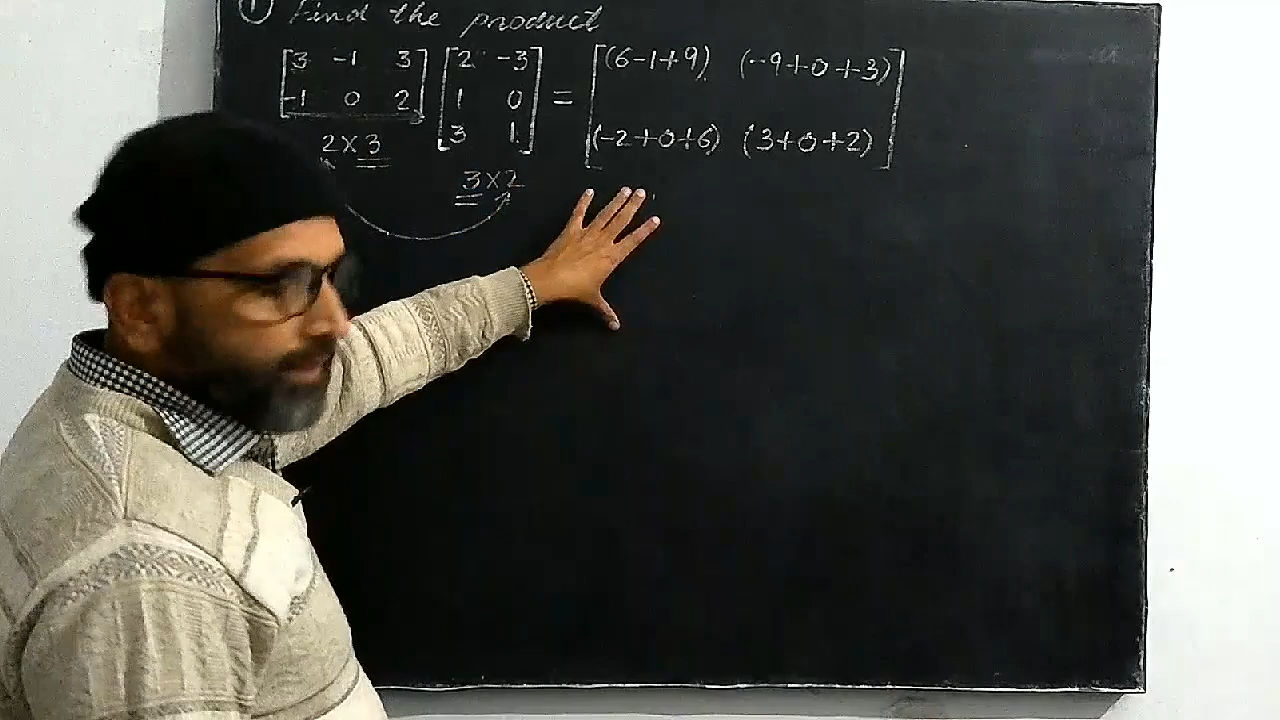 ① Find the product
[3 -1 3] [2 -3] = [(6-1+9) (-9+0+3)]
[-1 0 2] [1 0]
[3 1] [(-2+0+6) (3+0+2)]
2×3
3×2